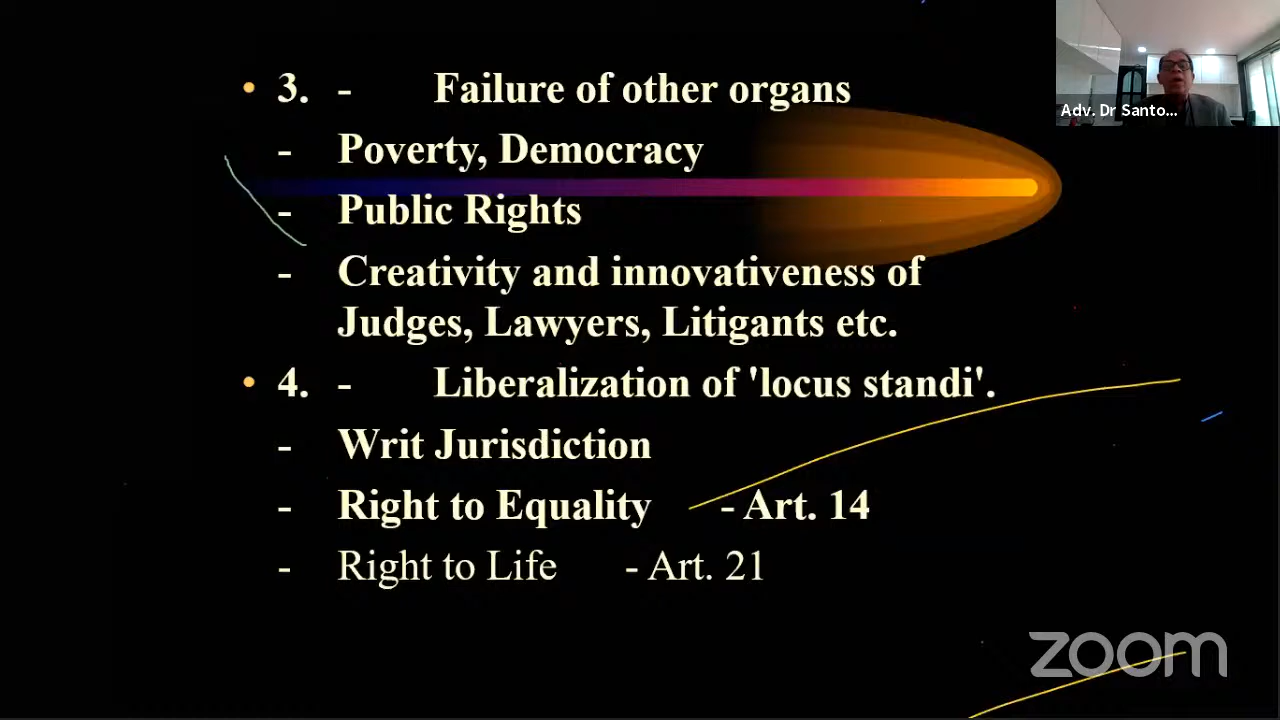 Adv. Dr Santo...
• 3. - Failure of other organs
- Poverty, Democracy
- Public Rights
- Creativity and innovativeness of
Judges, Lawyers, Litigants etc.
• 4. - Liberalization of 'locus standi'.
- Writ Jurisdiction
- Right to Equality - Art. 14
- Right to Life - Art. 21
zoom